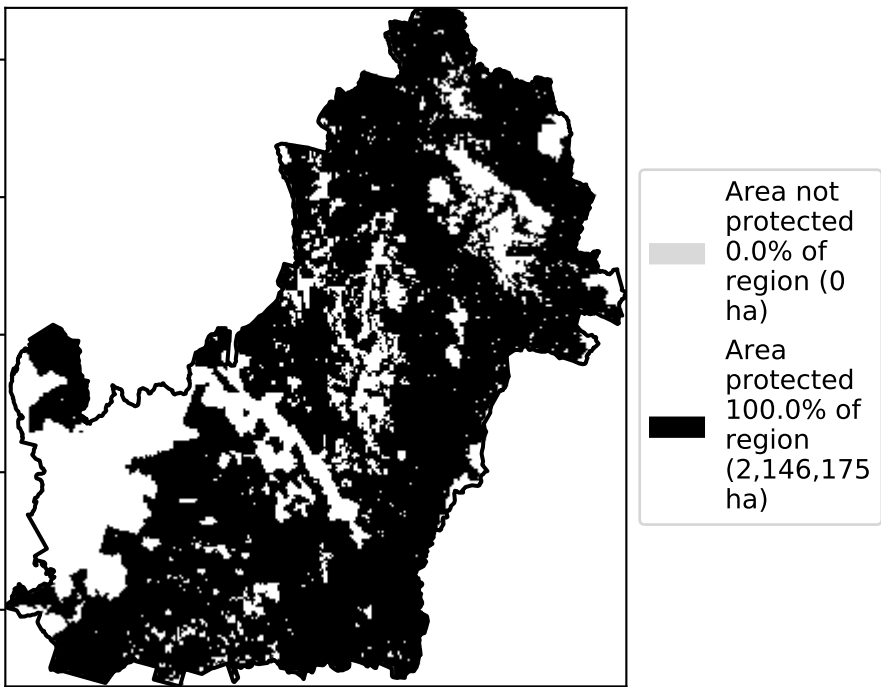 Area not
protected
0.0% of
region (0
ha)
Area
protected
100.0% of
region
(2,146,175
ha)